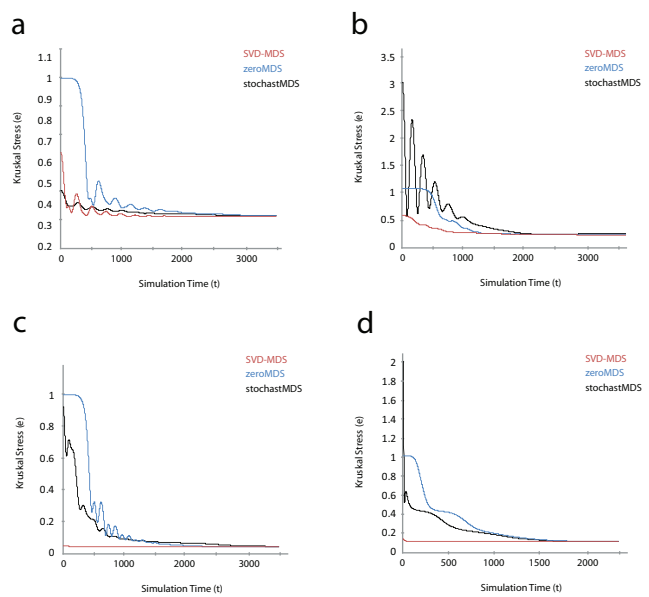 a
1.1
1
0.9
0.8
0.7
0.6
0.5
0.4
0.3
0.2
Kruskal Stress (e)
0
1000
2000
3000
Simulation Time (t)
SVD-MDS
zeroMDS
stochastMDS
b
3.5
3
2.5
2
1.5
1
0.5
0
Kruskal Stress (e)
0
1000
2000
3000
Simulation Time (t)
SVD-MDS
zeroMDS
stochastMDS
c
1
0.8
0.6
0.4
0.2
0
Kruskal Stress (e)
0
1000
2000
3000
Simulation Time (t)
SVD-MDS
zeroMDS
stochastMDS
d
2
1.8
1.6
1.4
1.2
1
0.8
0.6
0.4
0.2
0
Kruskal Stress (e)
0
500
1000
1500
2000
Simulation Time (t)
SVD-MDS
zeroMDS
stochastMDS